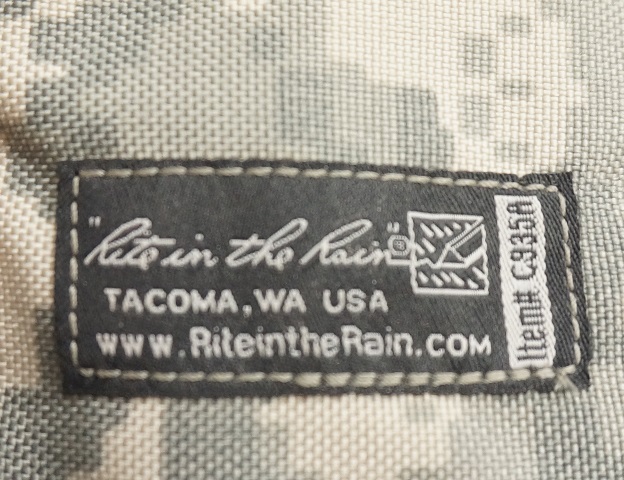 "Rite in the Rain"®
TACOMA, WA USA
www.RiteintheRain.com
Item# C935A